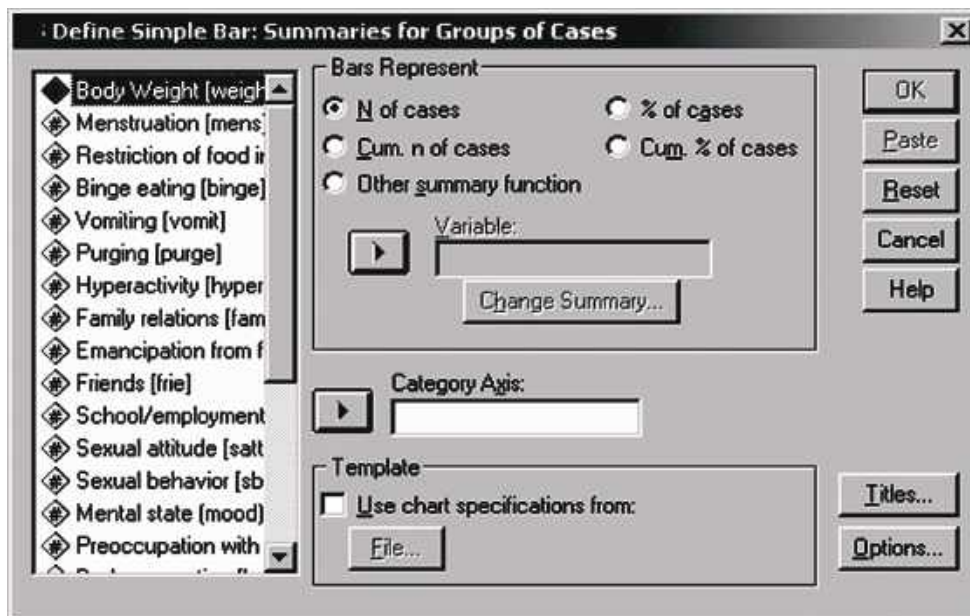 Define Simple Bar: Summaries for Groups of Cases
Body Weight [weigh
Menstruation [mens]
Restriction of food in
Binge eating [binge]
Vomiting [vomit]
Purging [purge]
Hyperactivity [hyper
Family relations [fam
Emancipation from f
Friends [frie]
School/employment
Sexual attitude [satt
Sexual behavior [sb
Mental state (mood)
Preoccupation with
Bars Represent
N of cases
% of cases
Cum. n of cases
Cum. % of cases
Other summary function
Variable:
Change Summary...
Category Axis:
Template
Use chart specifications from:
File...
OK
Paste
Reset
Cancel
Help
Titles...
Options...